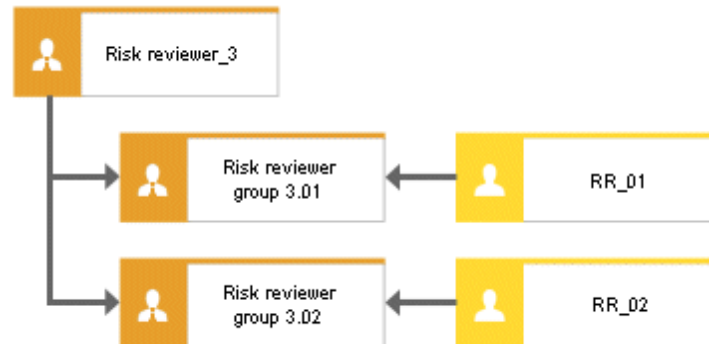 Risk reviewer_3
Risk reviewer
group 3.01
RR_01
Risk reviewer
group 3.02
RR_02